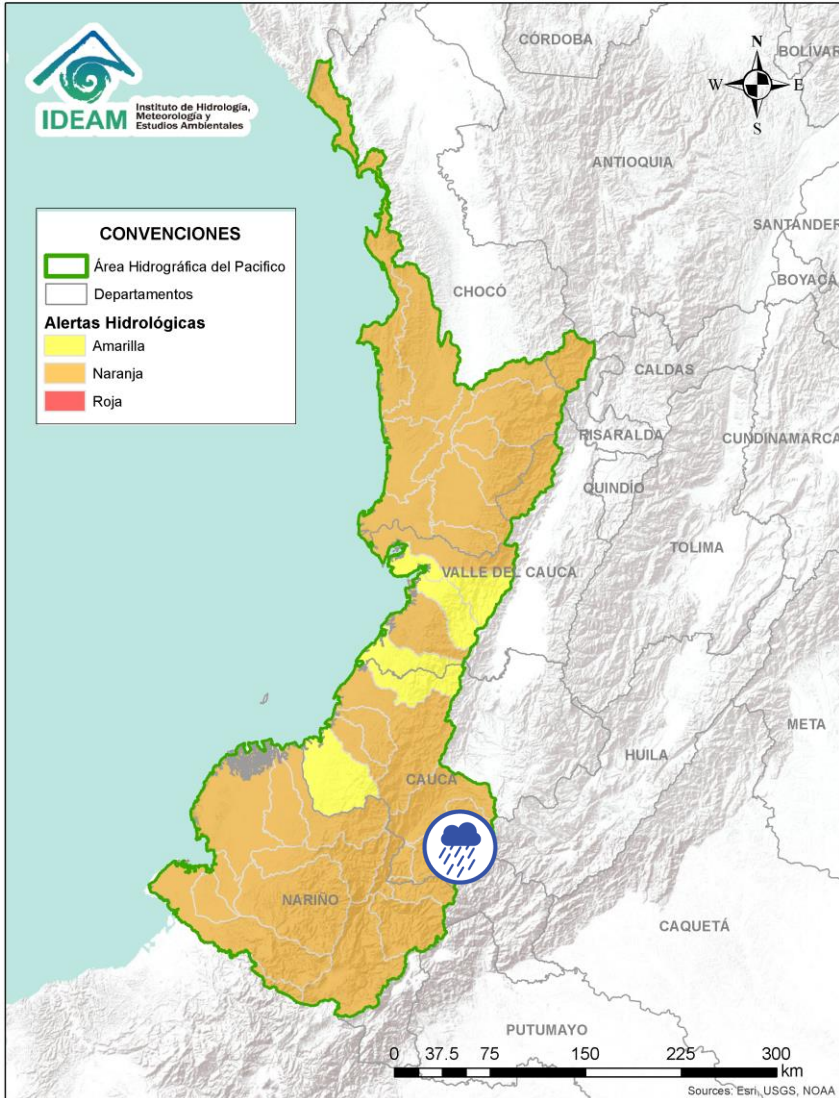 CÓRDOBA
BOLÍVAR
N
W
E
S
IDEAM
Instituto de Hidrología,
Meteorología y
Estudios Ambientales
ANTIOQUIA
CONVENCIONES
Área Hidrográfica del Pacifico
Departamentos
Alertas Hidrológicas
Amarilla
Naranja
Roja
SANTANDER
BOYACÁ
CHOCÓ
CALDAS
RISARALDA
CUNDINAMARCA
QUINDÍO
TOLIMA
VALLE DEL CAUCA
META
HUILA
CAUCA
NARIÑO
CAQUETÁ
PUTUMAYO
0 37.5 75 150 225 300
km
Sources: Esri, USGS, NOAA